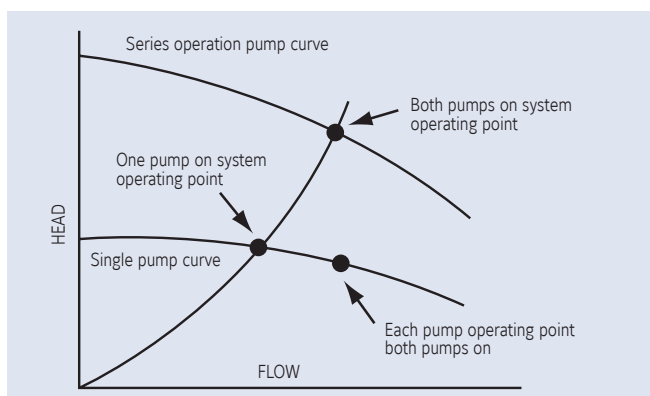 Series operation pump curve
Both pumps on system
operating point
One pump on system
operating point
HEAD
Single pump curve
Each pump operating point
both pumps on
FLOW